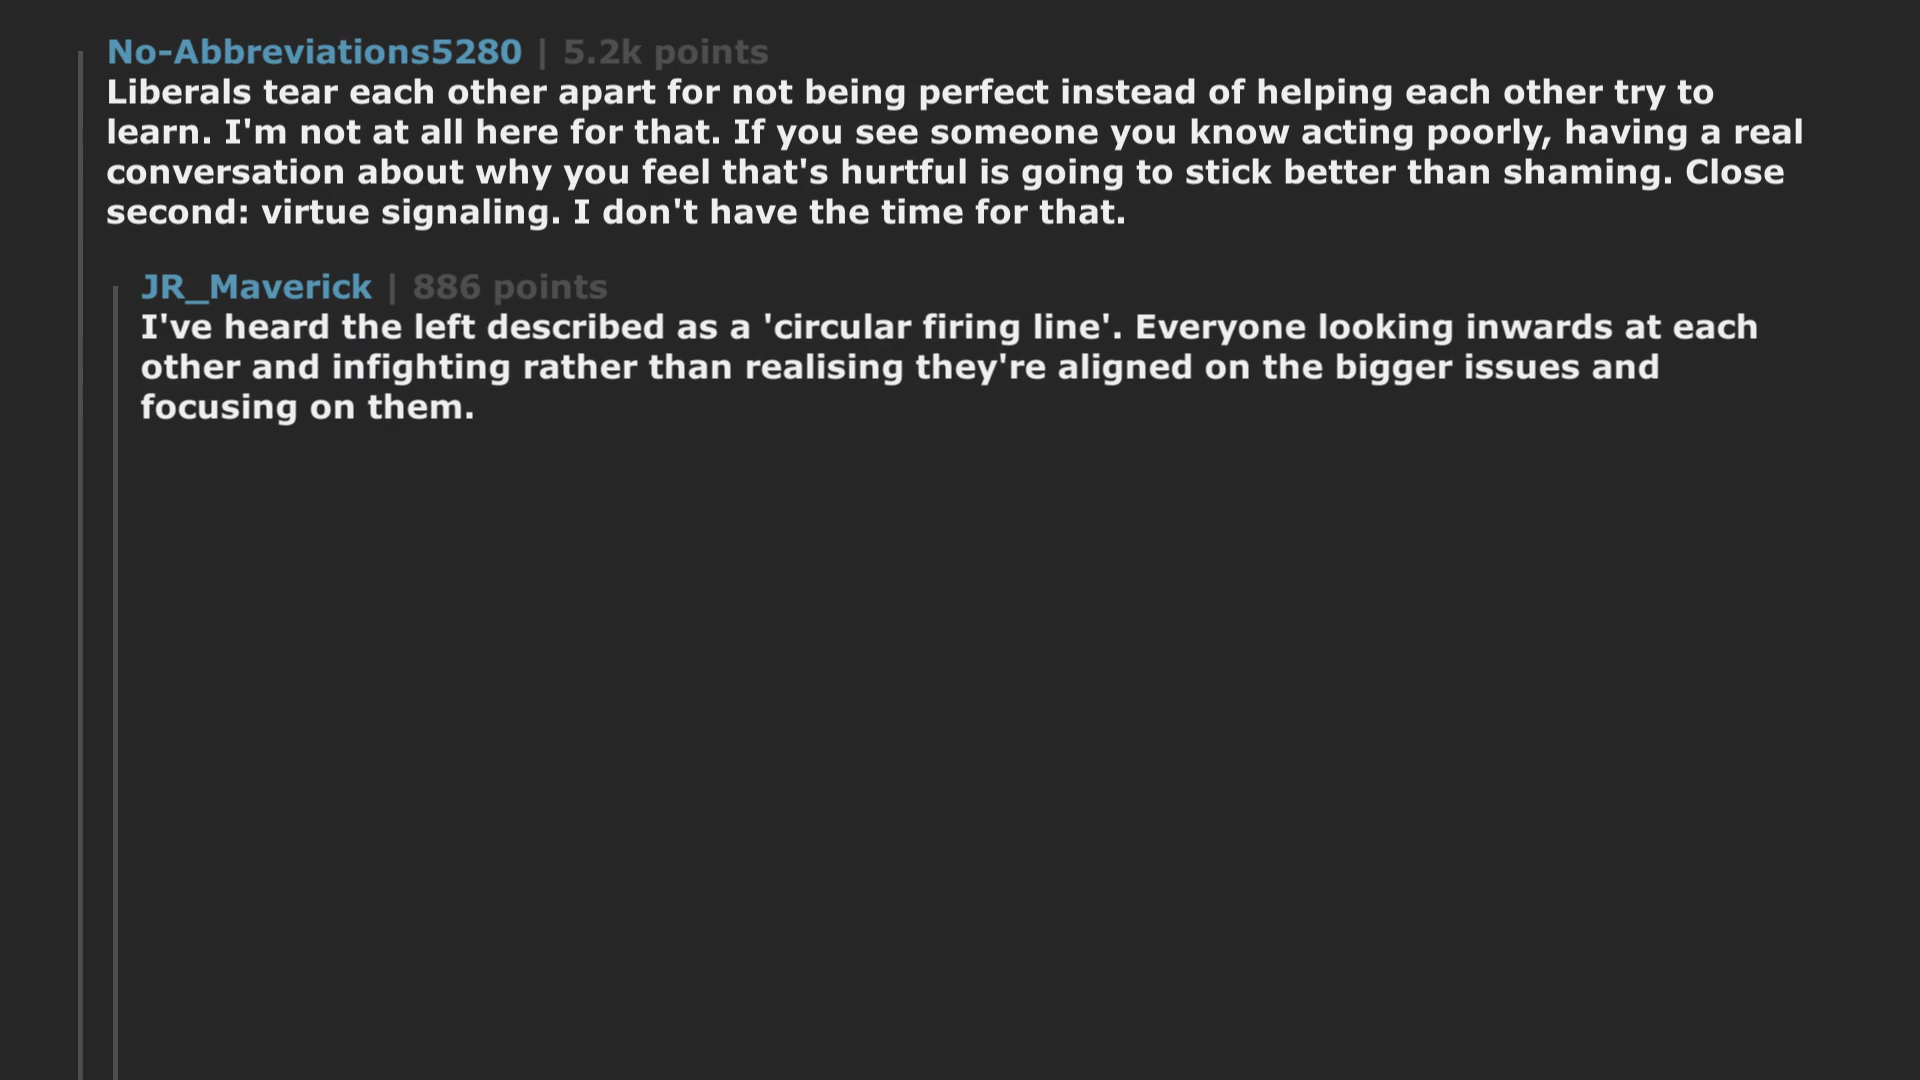 No-Abbreviations5280 | 5.2k points
Liberals tear each other apart for not being perfect instead of helping each other try to
learn. I'm not at all here for that. If you see someone you know acting poorly, having a real
conversation about why you feel that's hurtful is going to stick better than shaming. Close
second: virtue signaling. I don't have the time for that.
JR_Maverick | 886 points
I've heard the left described as a 'circular firing line'. Everyone looking inwards at each
other and infighting rather than realising they're aligned on the bigger issues and
focusing on them.